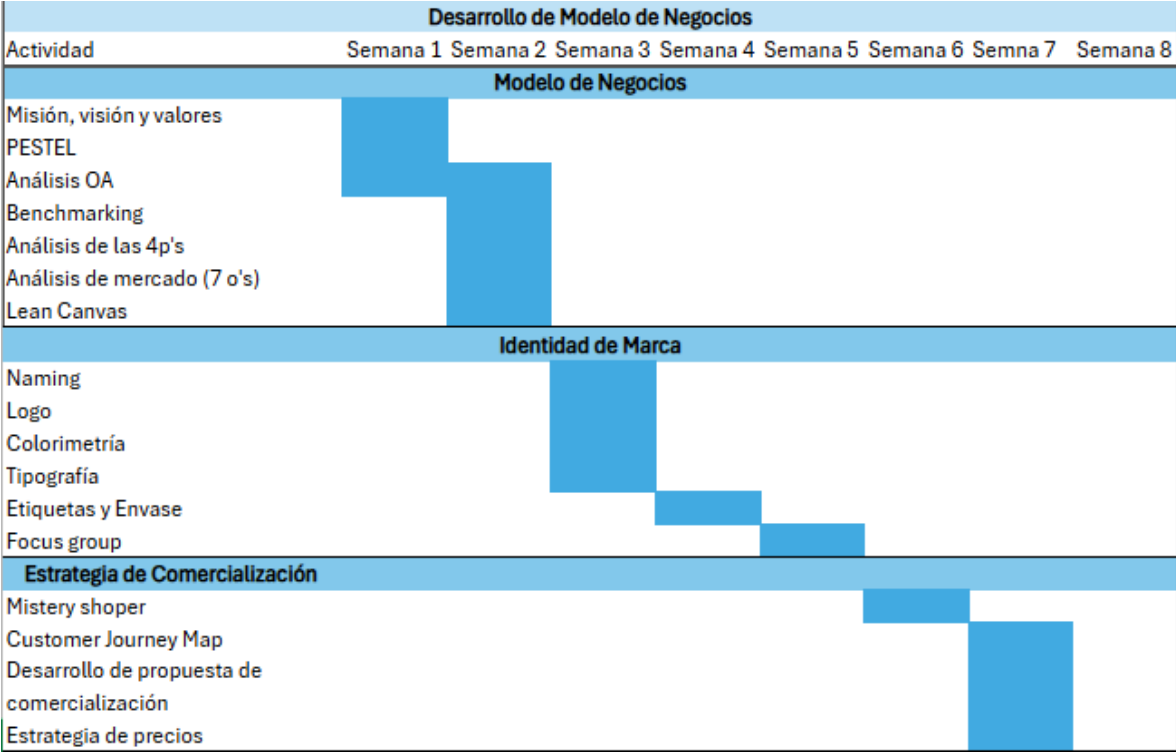 Desarrollo de Modelo de Negocios
Actividad Semana 1 Semana 2 Semana 3 Semana 4 Semana 5 Semana 6 Semna 7 Semana 8
Modelo de Negocios
Misión, visión y valores
PESTEL
Análisis OA
Benchmarking
Análisis de las 4p's
Análisis de mercado (7 o's)
Lean Canvas
Identidad de Marca
Naming
Logo
Colorimetría
Tipografía
Etiquetas y Envase
Focus group
Estrategia de Comercialización
Mistery shoper
Customer Journey Map
Desarrollo de propuesta de
comercialización
Estrategia de precios